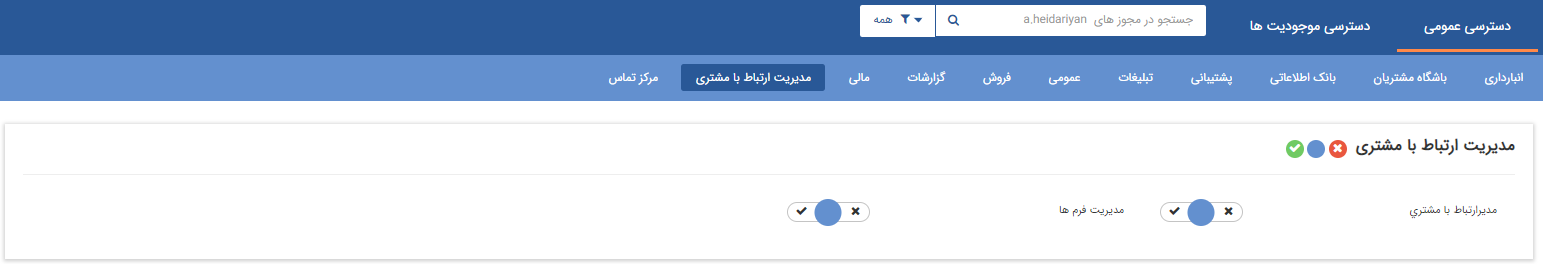 دسترسی عمومی
دسترسی موجودیت ها
جستجو در مجوز های a.heidariyan
همه
انبارداری
باشگاه مشتریان
بانک اطلاعاتی
پشتیبانی
تبلیغات
عمومی
فروش
گزارشات
مالی
مدیریت ارتباط با مشتری
مرکز تماس
مدیریت ارتباط با مشتری
مدیرارتباط با مشتري
مدیریت فرم ها